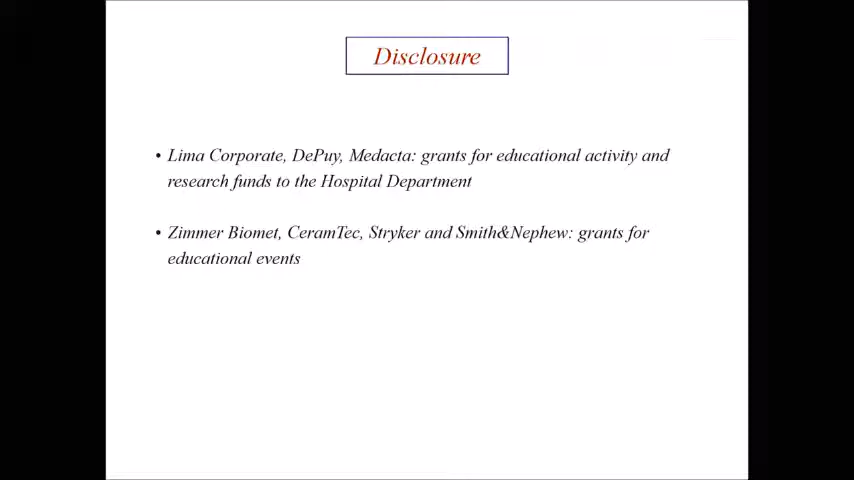 Disclosure
• Lima Corporate, DePuy, Medacta: grants for educational activity and
research funds to the Hospital Department
• Zimmer Biomet, CeramTec, Stryker and Smith&Nephew: grants for
educational events